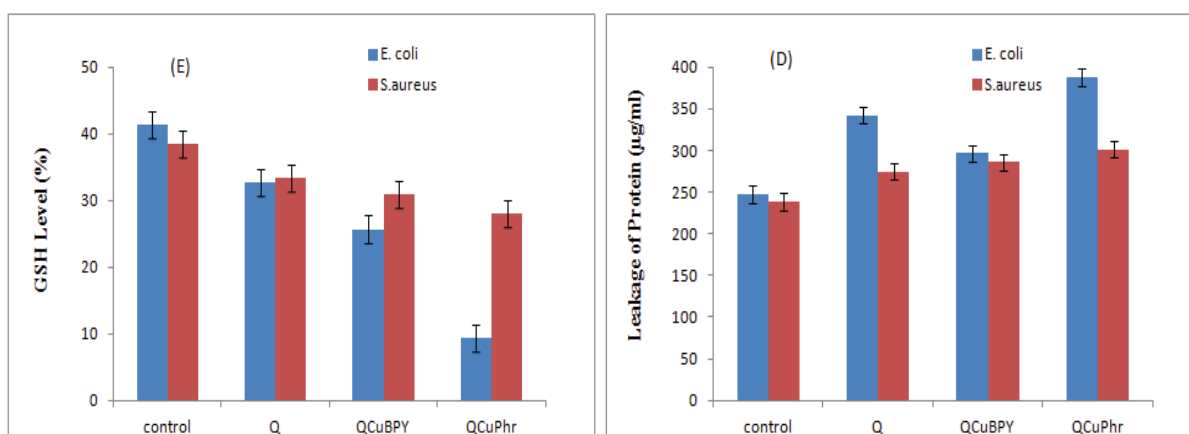 (E)
E. coli
S.aureus
GSH Level (%)
50
40
30
20
10
0
control
Q
QCuBPY
QCuPhr
(D)
E. coli
S.aureus
Leakage of Protein (µg/ml)
400
350
300
250
200
150
100
50
0
control
Q
QCuBPY
QCuPhr